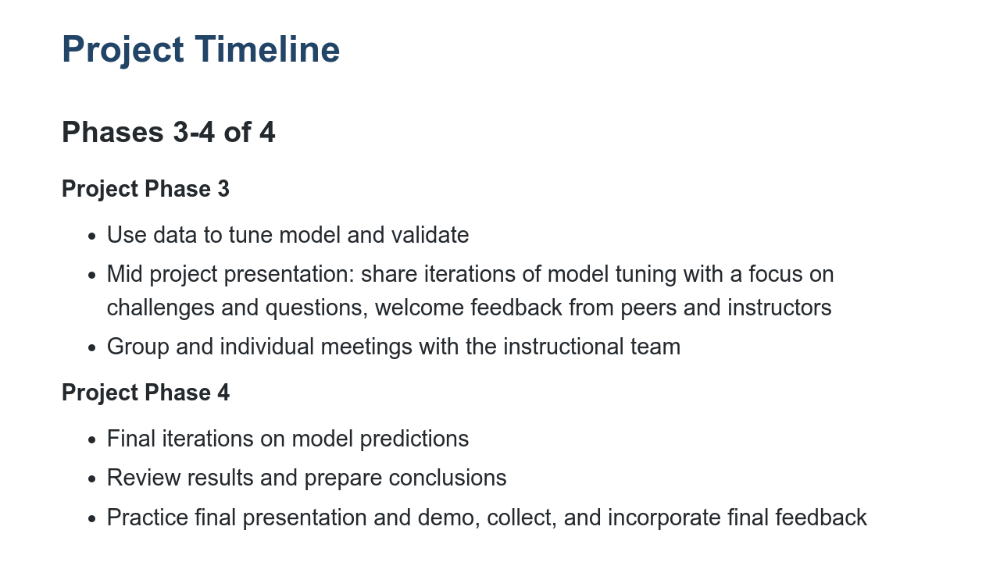 Project Timeline
Phases 3-4 of 4
Project Phase 3
Use data to tune model and validate
Mid project presentation: share iterations of model tuning with a focus on
challenges and questions, welcome feedback from peers and instructors
Group and individual meetings with the instructional team
Project Phase 4
Final iterations on model predictions
Review results and prepare conclusions
Practice final presentation and demo, collect, and incorporate final feedback